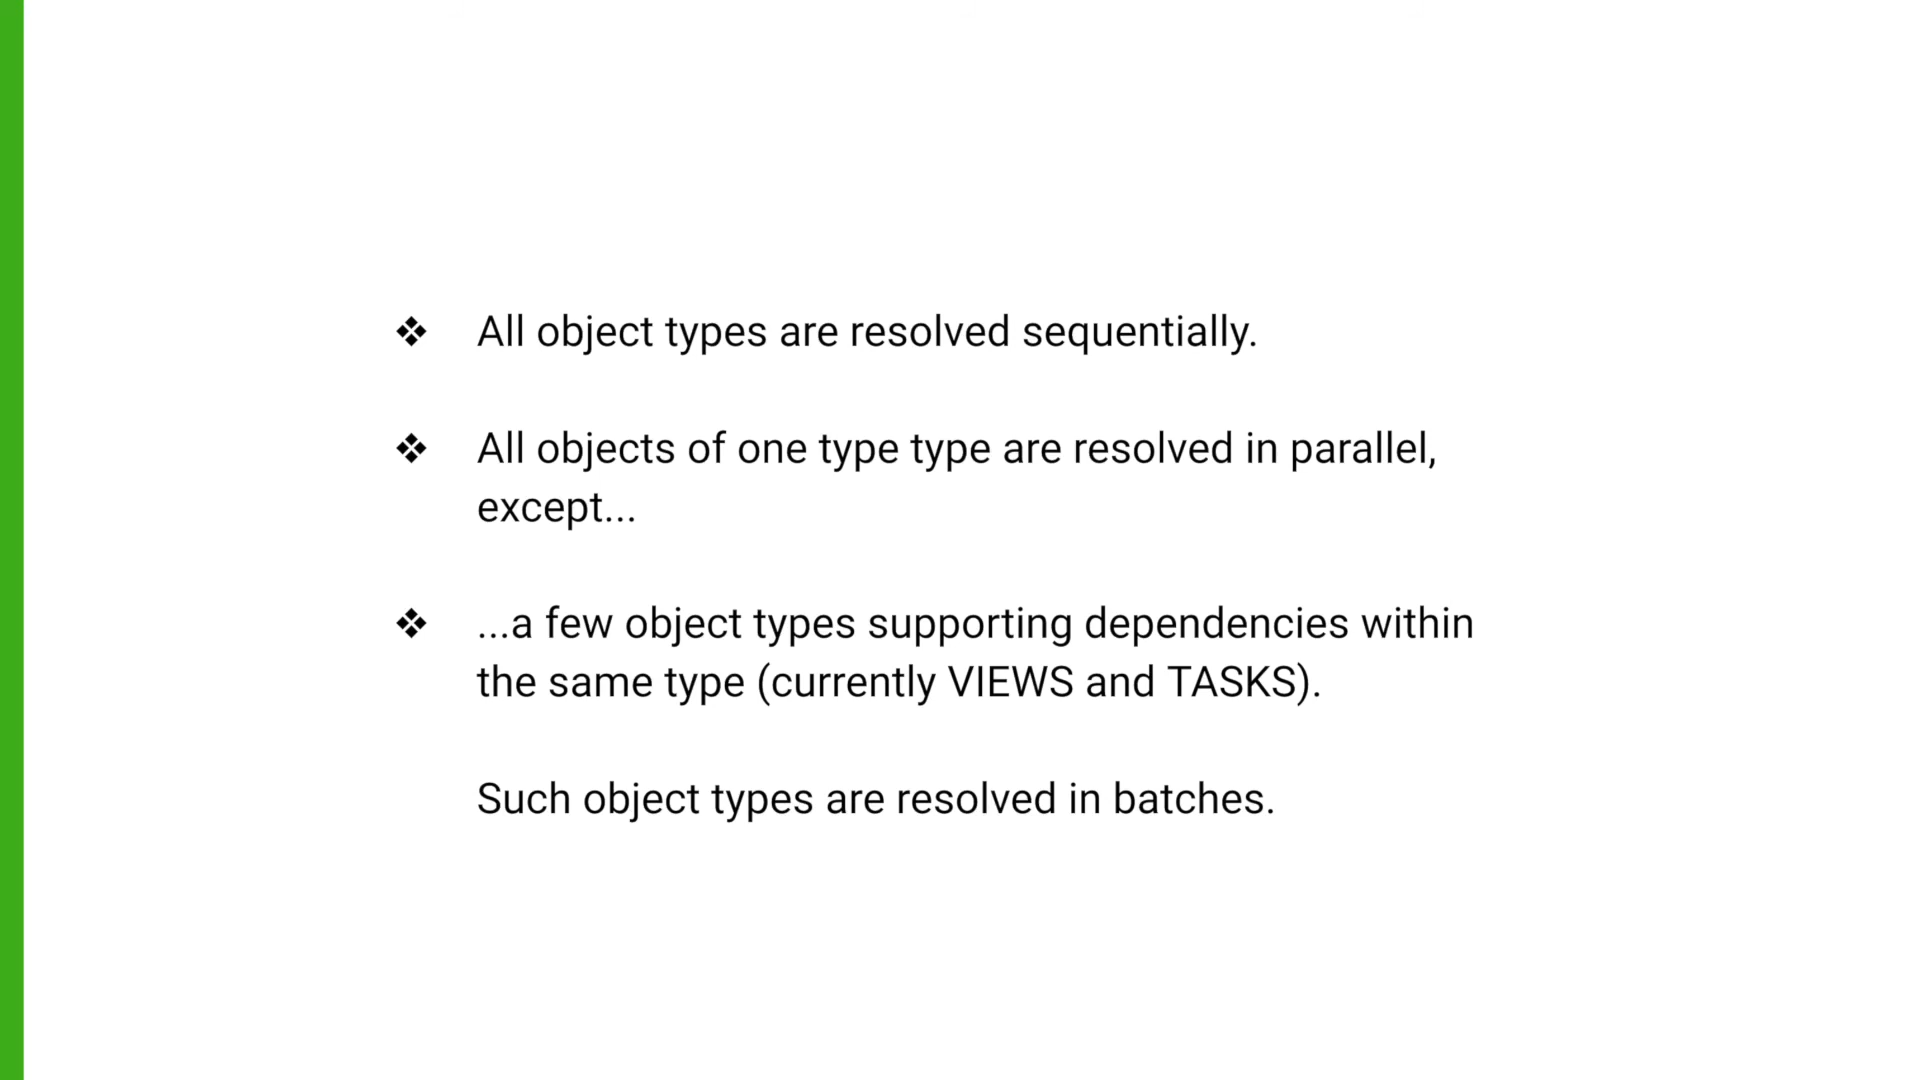 ❖ All object types are resolved sequentially.
❖ All objects of one type type are resolved in parallel,
except...
❖ ...a few object types supporting dependencies within
the same type (currently VIEWS and TASKS).
Such object types are resolved in batches.